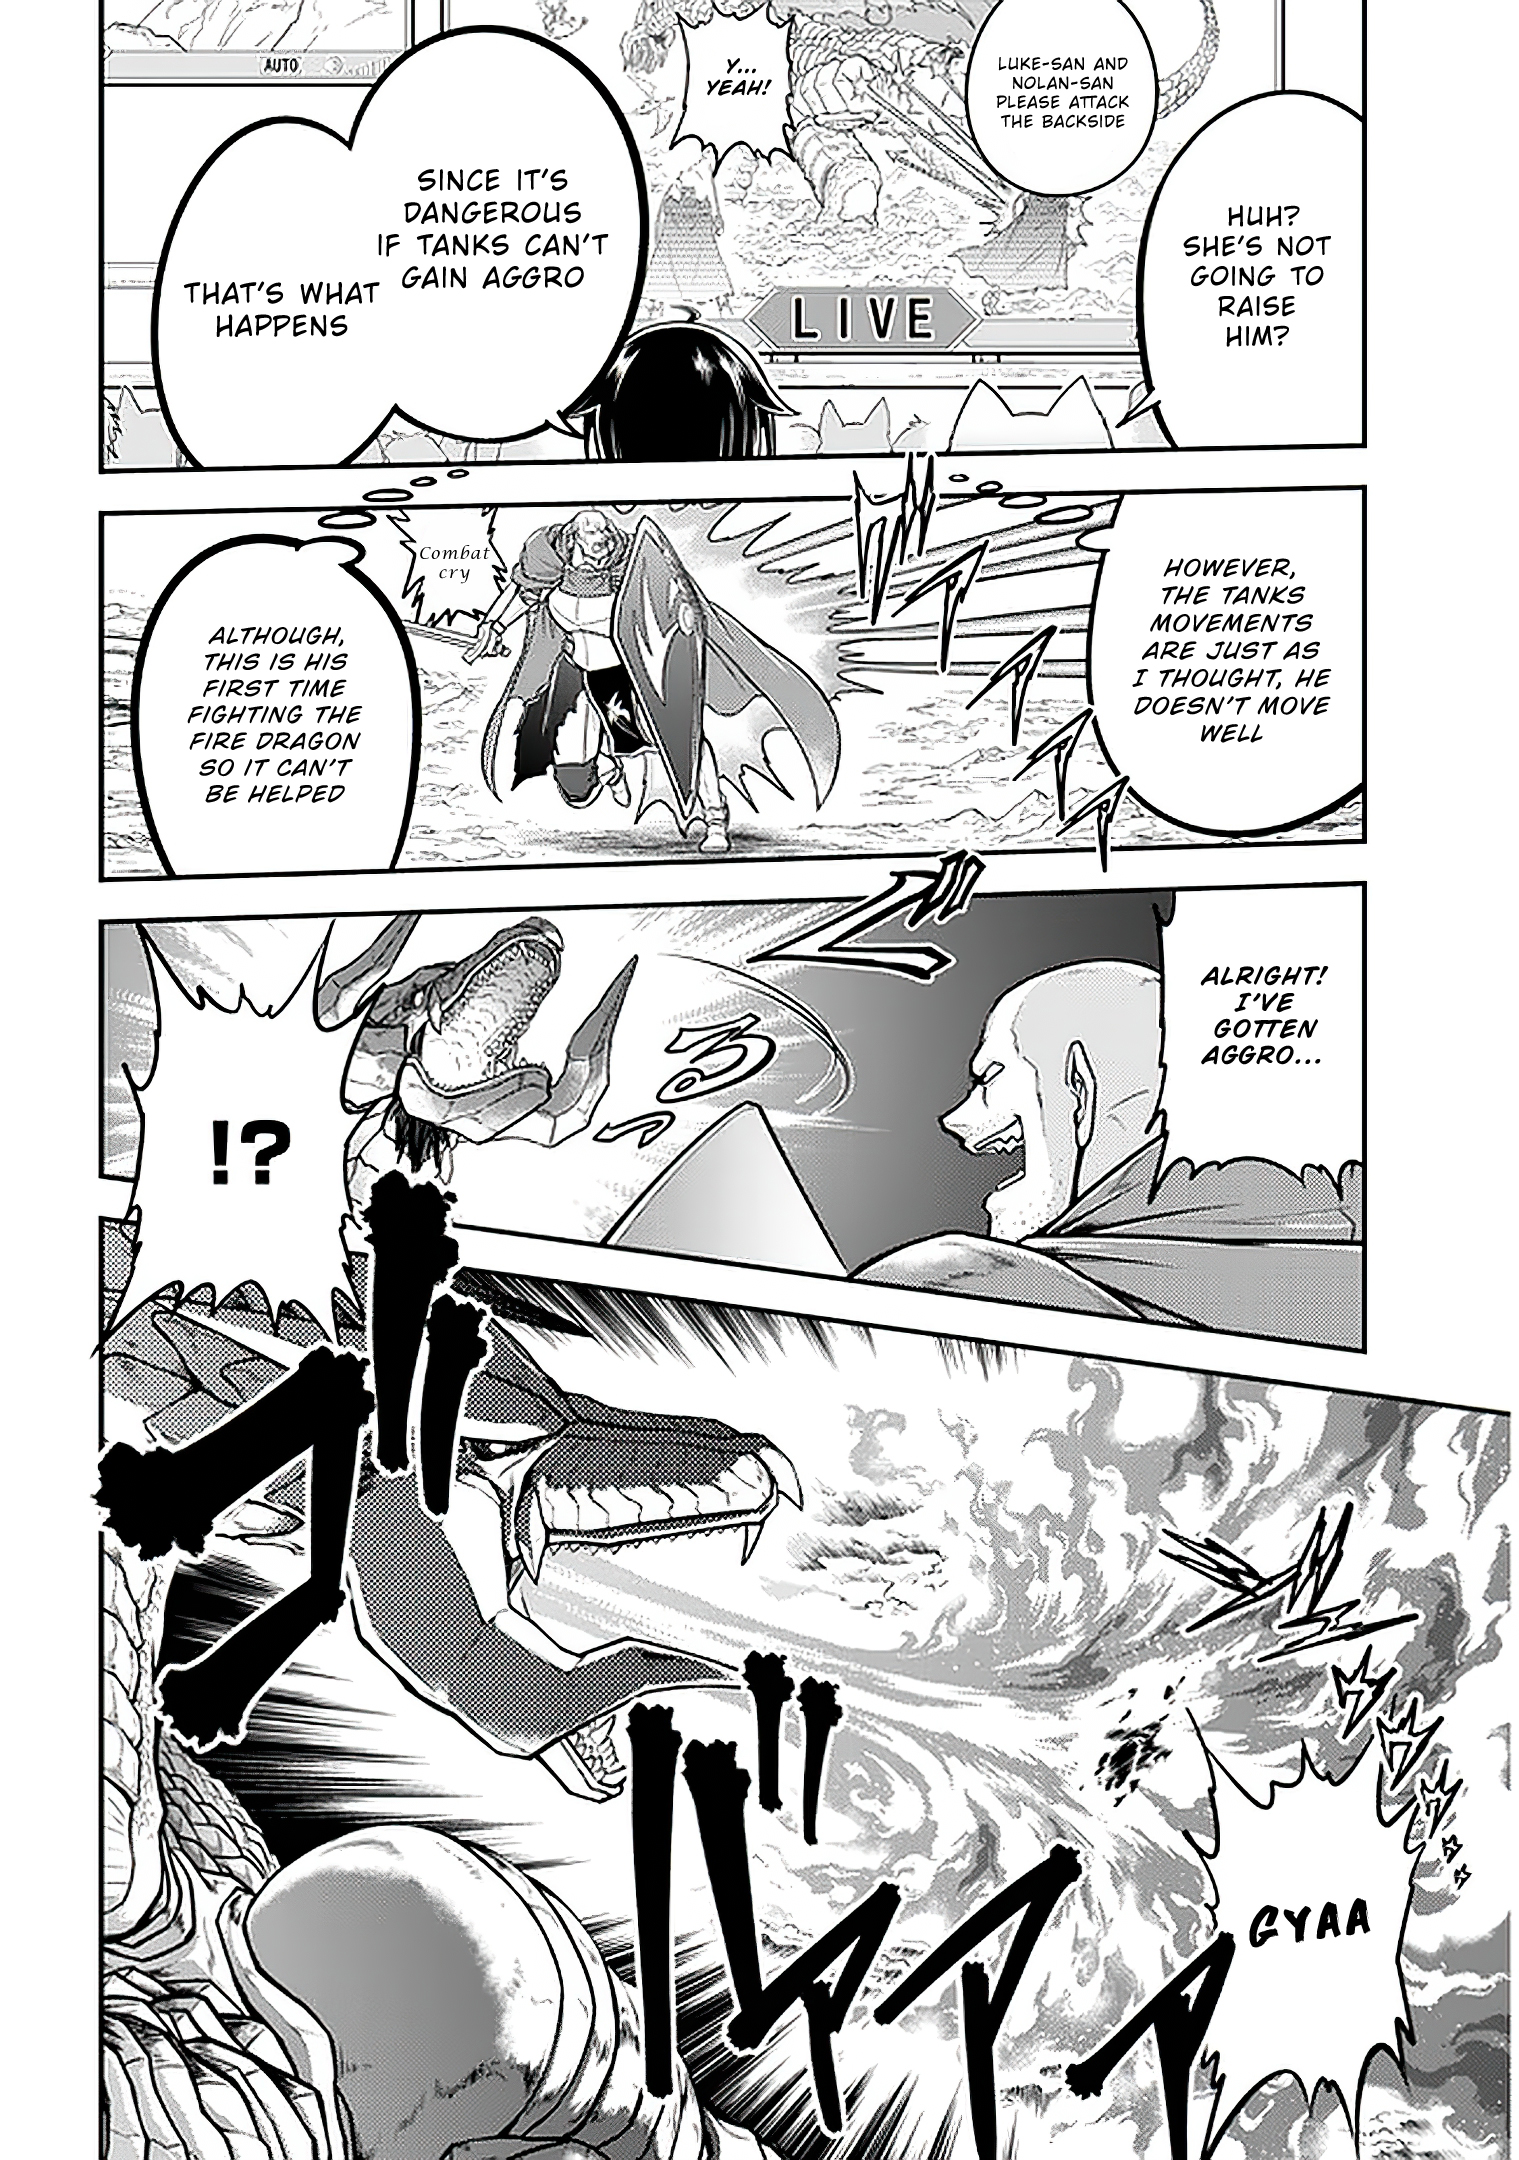 HUH?
SHE'S NOT
GOING TO
RAISE
HIM?
LUKE-SAN AND
NOLAN-SAN
PLEASE ATTACK
THE BACKSIDE
Y...
YEAH!
AUTO
LIVE
SINCE IT'S
DANGEROUS
IF TANKS CAN'T
GAIN AGGRO
THAT'S WHAT
HAPPENS
HOWEVER,
THE TANKS
MOVEMENTS
ARE JUST AS
I THOUGHT, HE
DOESN'T MOVE
WELL
Combat
cry
ALTHOUGH,
THIS IS HIS
FIRST TIME
FIGHTING THE
FIRE DRAGON
SO IT CAN'T
BE HELPED
ALRIGHT!
I'VE
GOTTEN
AGGRO...
ぐるっ
!?
GYAA